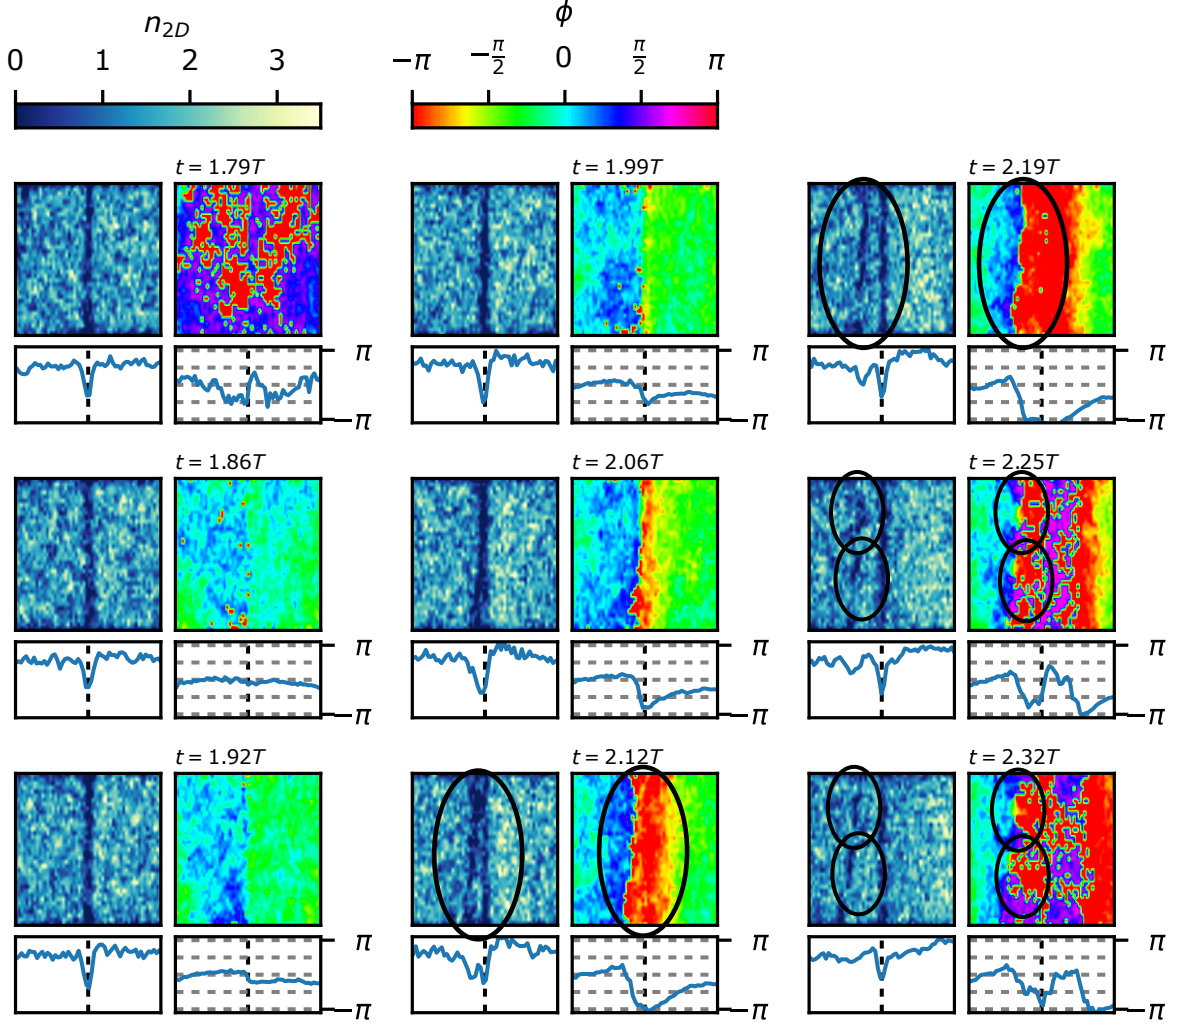 n2D
ϕ
0 1 2 3
−π −π/2 0 π/2 π
t = 1.79T
t = 1.99T
t = 2.19T
π
π
π
−π
−π
−π
t = 1.86T
t = 2.06T
t = 2.25T
π
π
π
−π
−π
−π
t = 1.92T
t = 2.12T
t = 2.32T
π
π
π
−π
−π
−π